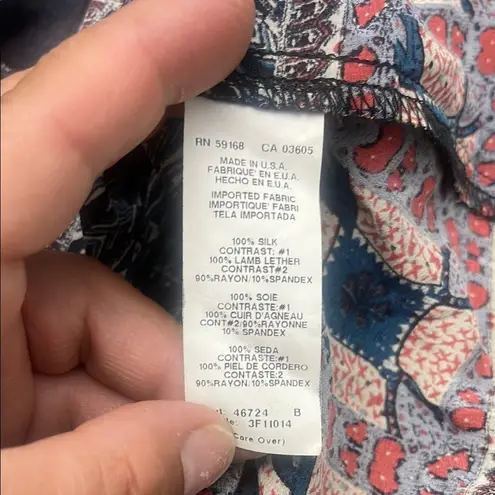 RN 59168 CA 03605
MADE IN U.S.A.
FABRIQUE' EN E.U.A.
HECHO EN E.U.A.
IMPORTED FABRIC
IMPORTIQUE' FABRI
TELA IMPORTADA
100% SILK
CONTRAST: #1
100% LAMB LETHER
CONTRAST#2
90%RAYON/10%SPANDEX
100% SOIE
CONTRASTE:#1
100% CUIR D'AGNEAU
CONT#2/90%RAYONNE
10% SPANDEX
100% SEDA
CONTRASTE:#1
100% PIEL DE CORDERO
CONTASTE:2
90%RAYON/10%SPANDEX
46724 B
3F11014
Care Over)